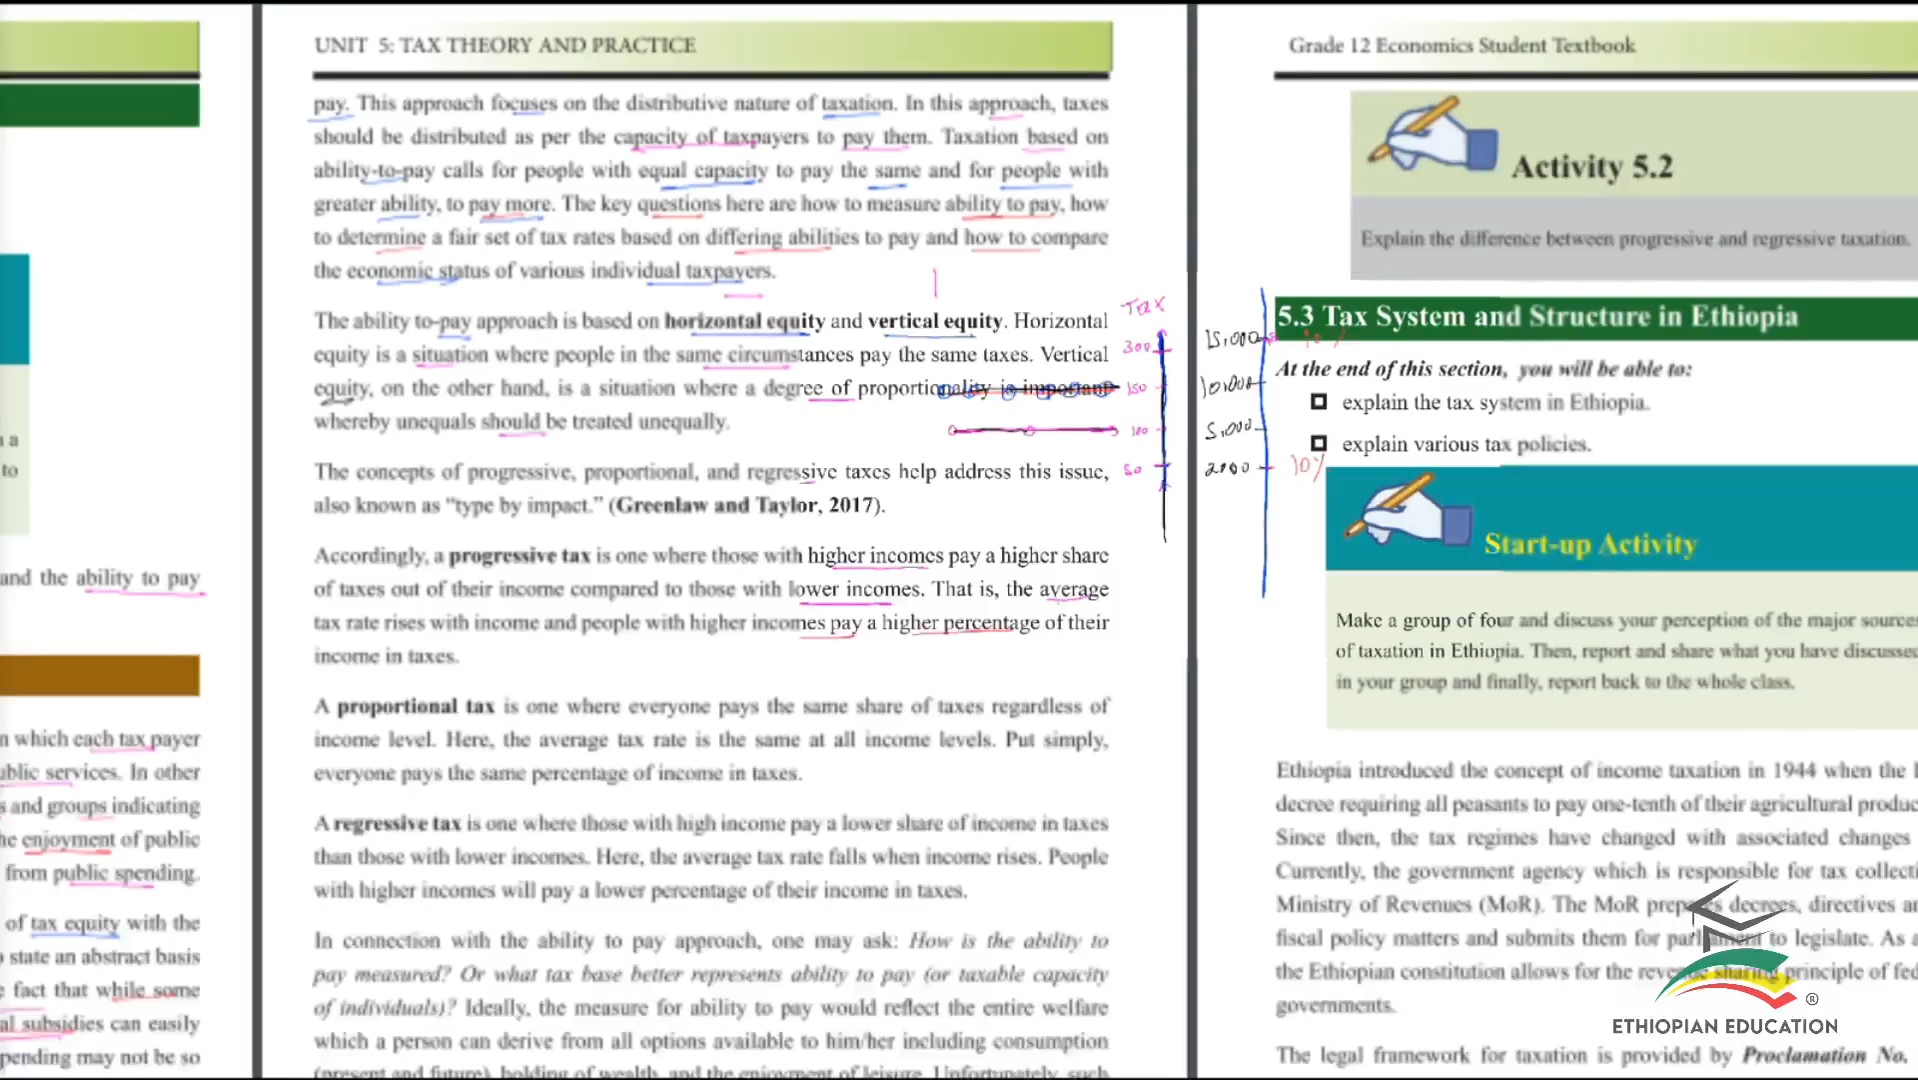 and the ability to pay
n which each tax payer
ublic services. In other
s and groups indicating
he enjoyment of public
from public spending.
of tax equity with the
o state an abstract basis
e fact that while some
al subsidies can easily
pending may not be so
UNIT 5: TAX THEORY AND PRACTICE
pay. This approach focuses on the distributive nature of taxation. In this approach, taxes
should be distributed as per the capacity of taxpayers to pay them. Taxation based on
ability-to-pay calls for people with equal capacity to pay the same and for people with
greater ability, to pay more. The key questions here are how to measure ability to pay, how
to determine a fair set of tax rates based on differing abilities to pay and how to compare
the economic status of various individual taxpayers.
The ability to-pay approach is based on horizontal equity and vertical equity. Horizontal
equity is a situation where people in the same circumstances pay the same taxes. Vertical
equity, on the other hand, is a situation where a degree of proportionality is important
whereby unequals should be treated unequally.
The concepts of progressive, proportional, and regressive taxes help address this issue,
also known as “type by impact.” (Greenlaw and Taylor, 2017).
Accordingly, a progressive tax is one where those with higher incomes pay a higher share
of taxes out of their income compared to those with lower incomes. That is, the average
tax rate rises with income and people with higher incomes pay a higher percentage of their
income in taxes.
A proportional tax is one where everyone pays the same share of taxes regardless of
income level. Here, the average tax rate is the same at all income levels. Put simply,
everyone pays the same percentage of income in taxes.
A regressive tax is one where those with high income pay a lower share of income in taxes
than those with lower incomes. Here, the average tax rate falls when income rises. People
with higher incomes will pay a lower percentage of their income in taxes.
In connection with the ability to pay approach, one may ask: How is the ability to
pay measured? Or what tax base better represents ability to pay (or taxable capacity
of individuals)? Ideally, the measure for ability to pay would reflect the entire welfare
which a person can derive from all options available to him/her including consumption
(present and future), holding of wealth, and the enjoyment of leisure. Unfortunately, such
Tax
300
150
100
50
15,000
10,000
5,000
2000
10%
Grade 12 Economics Student Textbook
Activity 5.2
Explain the difference between progressive and regressive taxation.
5.3 Tax System and Structure in Ethiopia
At the end of this section, you will be able to:
explain the tax system in Ethiopia.
explain various tax policies.
Start-up Activity
Make a group of four and discuss your perception of the major sources
of taxation in Ethiopia. Then, report and share what you have discussed
in your group and finally, report back to the whole class.
Ethiopia introduced the concept of income taxation in 1944 when the
decree requiring all peasants to pay one-tenth of their agricultural produc
Since then, the tax regimes have changed with associated changes
Currently, the government agency which is responsible for tax collecti
Ministry of Revenues (MoR). The MoR prepares decrees, directives an
fiscal policy matters and submits them for parliament to legislate. As a
the Ethiopian constitution allows for the revenue sharing principle of fed
governments.
The legal framework for taxation is provided by Proclamation No.
®
ETHIOPIAN EDUCATION